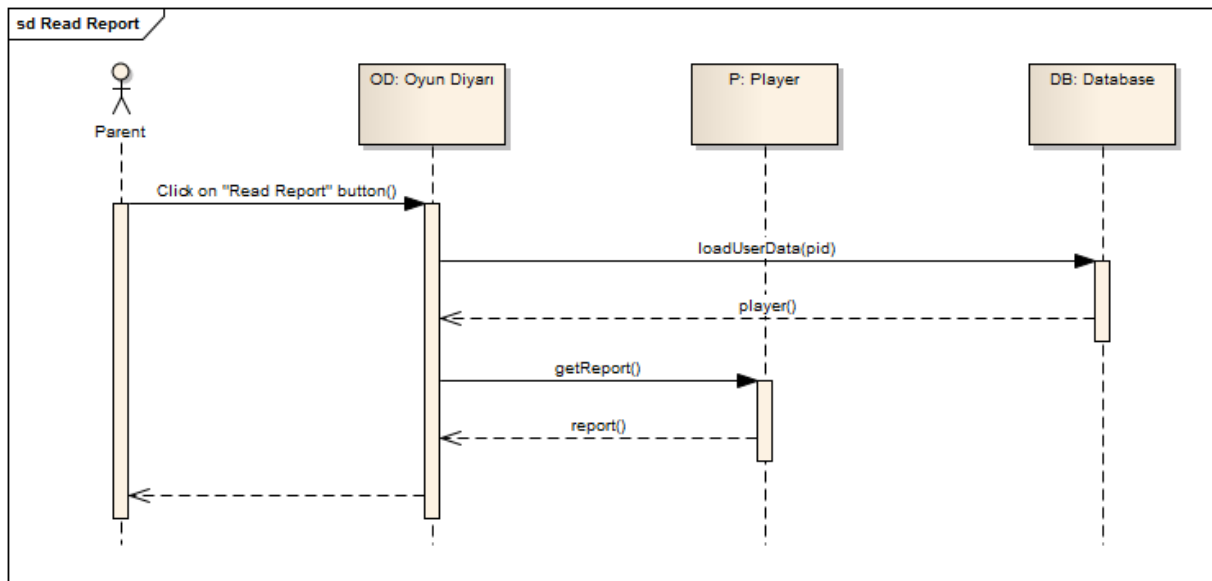 sd Read Report
OD: Oyun Diyarı
P: Player
DB: Database
Parent
Click on "Read Report" button()
loadUserData(pid)
player()
getReport()
report()